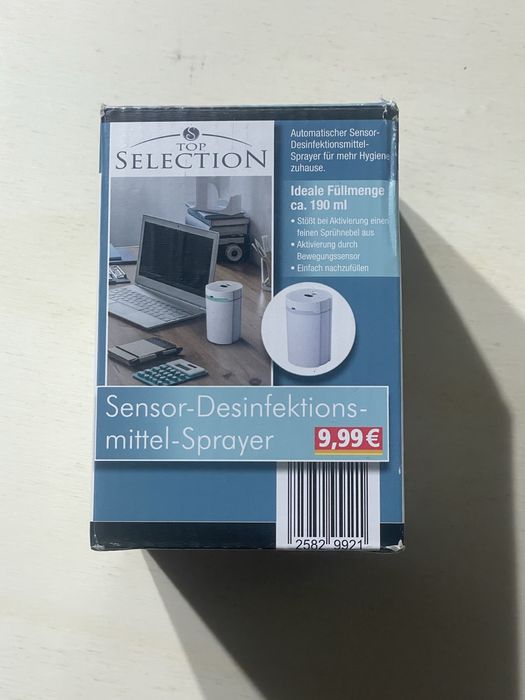 TOP
SELECTION
Automatischer Sensor-
Desinfektionsmittel-
Sprayer für mehr Hygiene
zuhause.
Ideale Füllmenge
ca. 190 ml
• Stößt bei Aktivierung einen
feinen Sprühnebel aus
• Aktivierung durch
Bewegungssensor
• Einfach nachzufüllen
Sensor-Desinfektions-
mittel-Sprayer
9,99 €
2582 9921